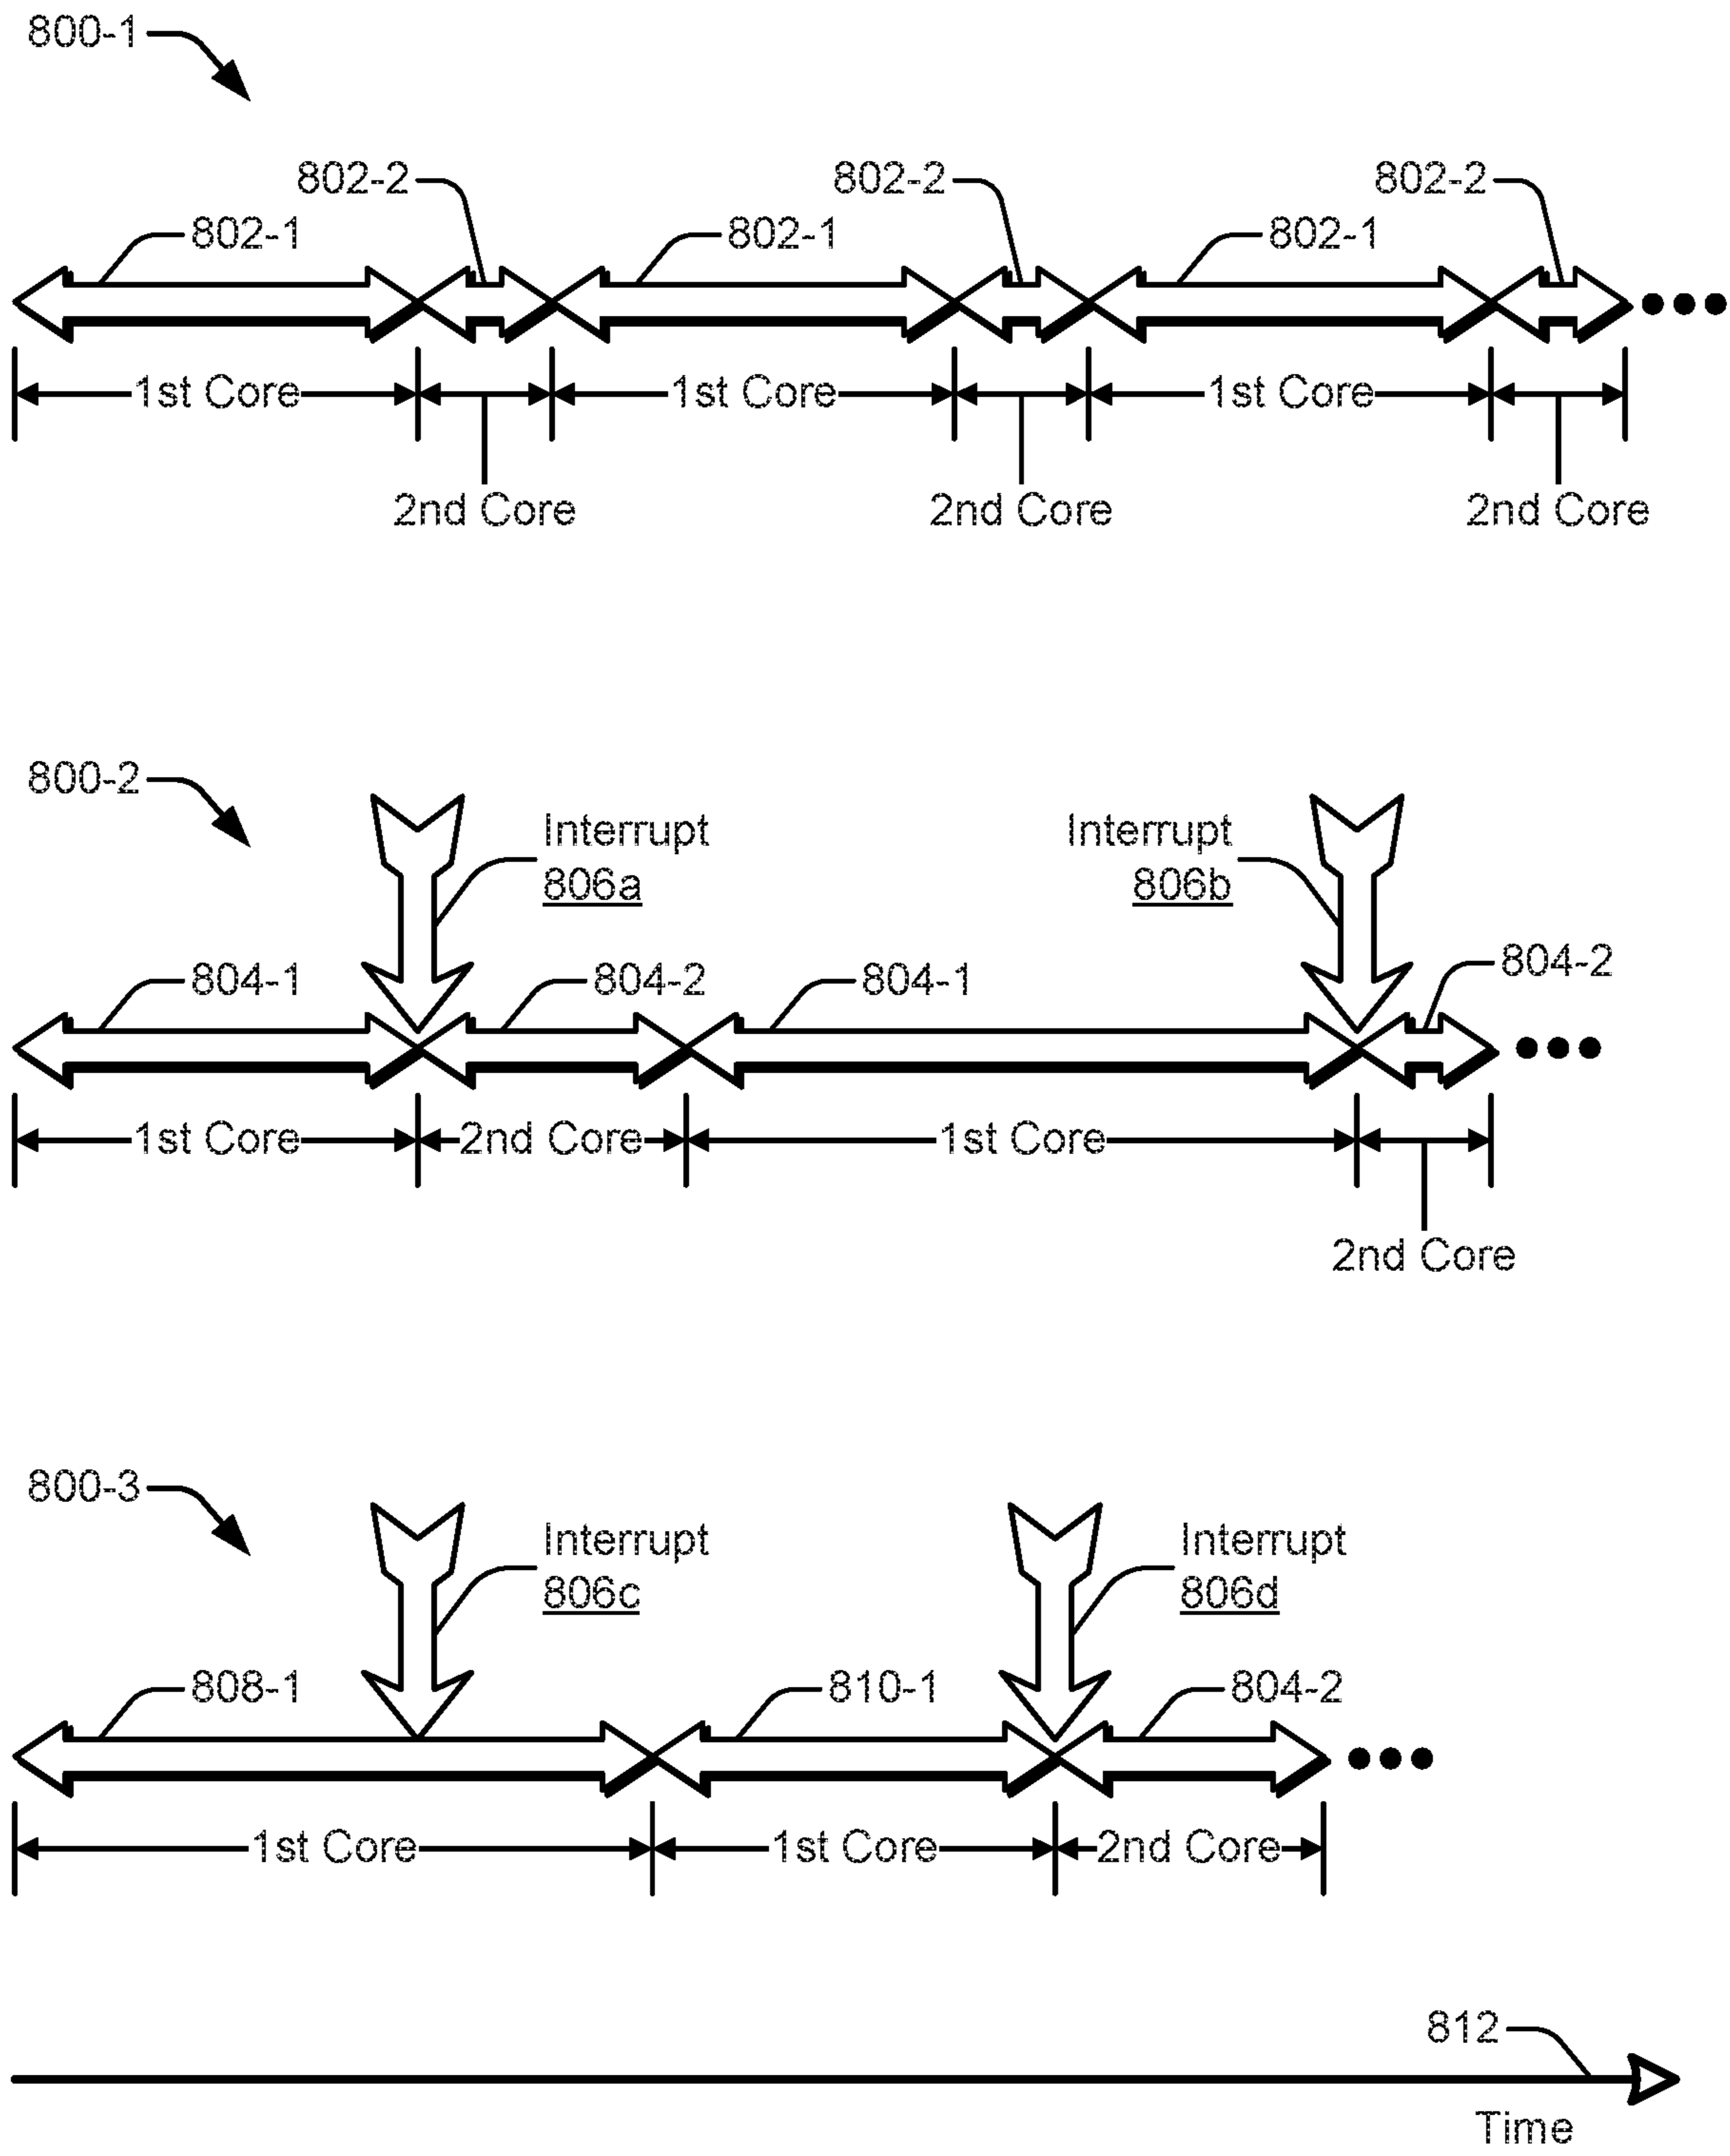 800-1
802-2 802-2 802-2
802-1 802-1 802-1
1st Core 1st Core 1st Core
2nd Core 2nd Core 2nd Core
800-2
Interrupt Interrupt
806a 806b
804-1 804-2 804-1 804-2
1st Core 2nd Core 1st Core
2nd Core
800-3
Interrupt Interrupt
806c 806d
808-1 810-1 804-2
1st Core 1st Core 2nd Core
812
Time